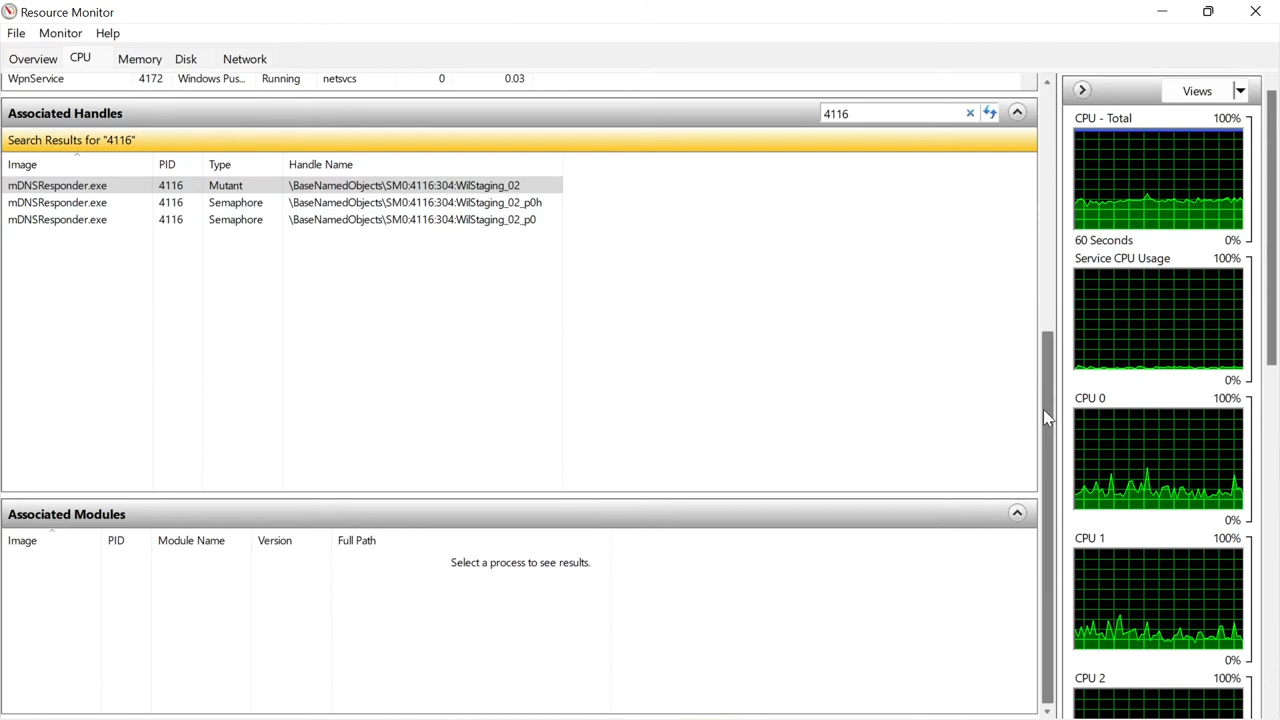 Resource Monitor
File Monitor Help
Overview CPU Memory Disk Network
WpnService 4172 Windows Pus... Running netsvcs 0 0.03
Associated Handles 4116
Search Results for "4116"
Image PID Type Handle Name
mDNSResponder.exe 4116 Mutant \BaseNamedObjects\SM0:4116:304:WilStaging_02
mDNSResponder.exe 4116 Semaphore \BaseNamedObjects\SM0:4116:304:WilStaging_02_p0h
mDNSResponder.exe 4116 Semaphore \BaseNamedObjects\SM0:4116:304:WilStaging_02_p0
Associated Modules
Image PID Module Name Version Full Path
Select a process to see results.
Views
CPU - Total 100%
60 Seconds 0%
Service CPU Usage 100%
0%
CPU 0 100%
0%
CPU 1 100%
0%
CPU 2 100%